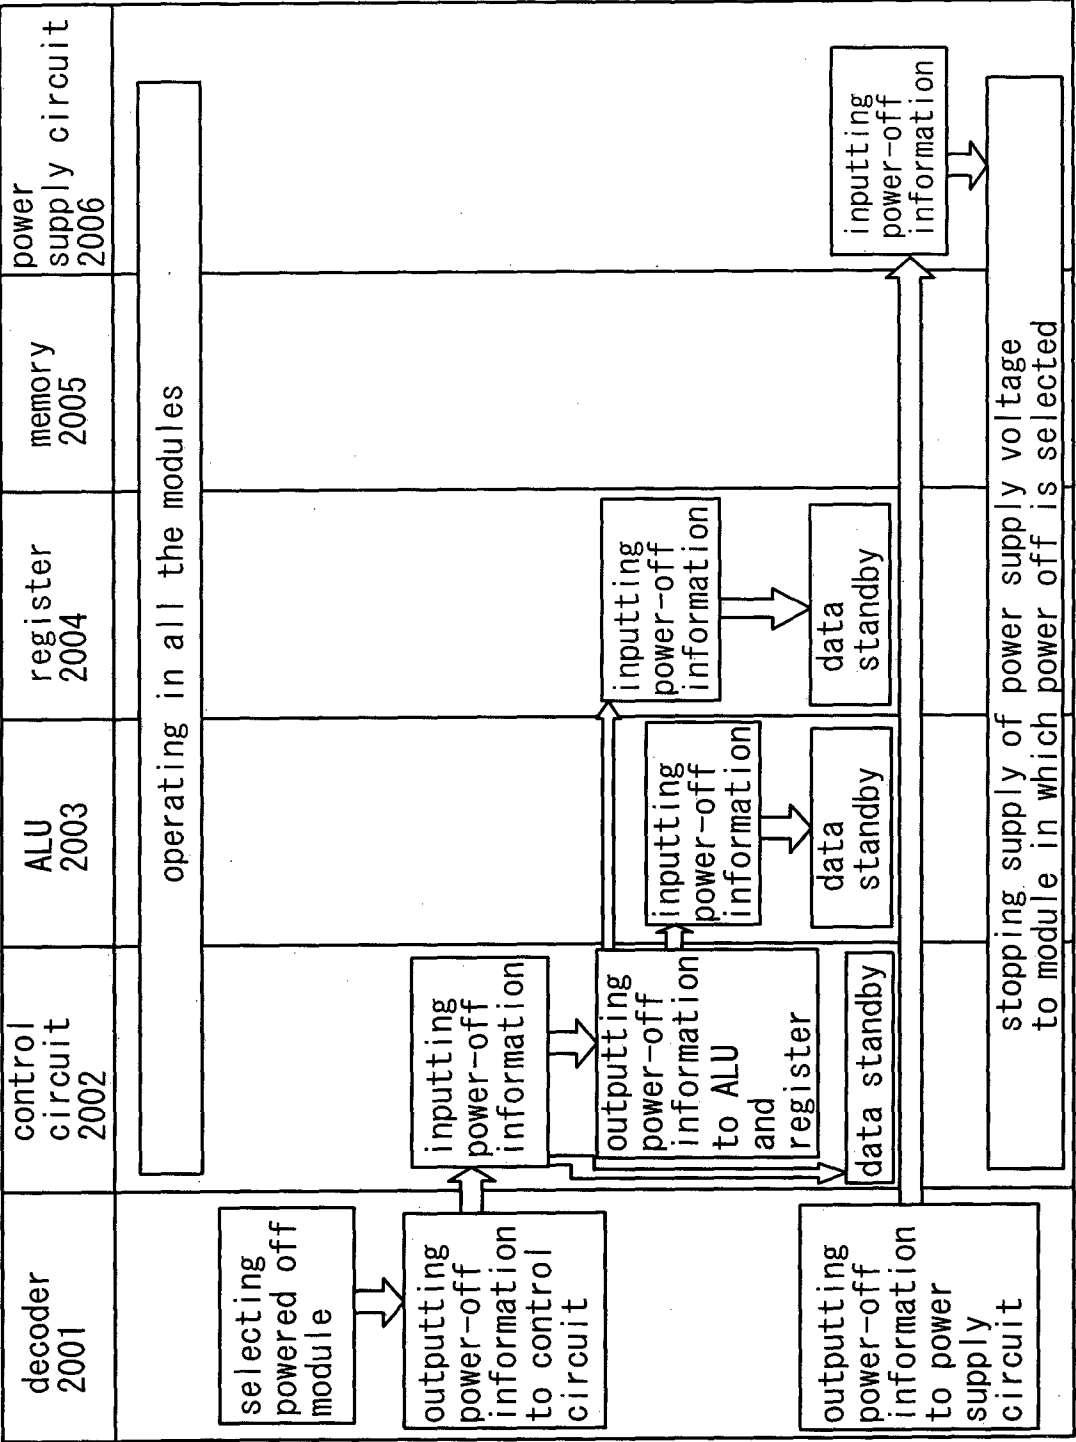 decoder
2001
control
circuit
2002
ALU
2003
register
2004
memory
2005
power
supply circuit
2006
operating in all the modules
selecting
powered off
module
outputting
power-off
information
to control
circuit
inputting
power-off
information
outputting
power-off
information
to ALU
and
register
inputting
power-off
information
inputting
power-off
information
data standby
data
standby
data
standby
outputting
power-off
information
to power
supply
circuit
inputting
power-off
information
stopping supply of power supply voltage
to module in which power off is selected